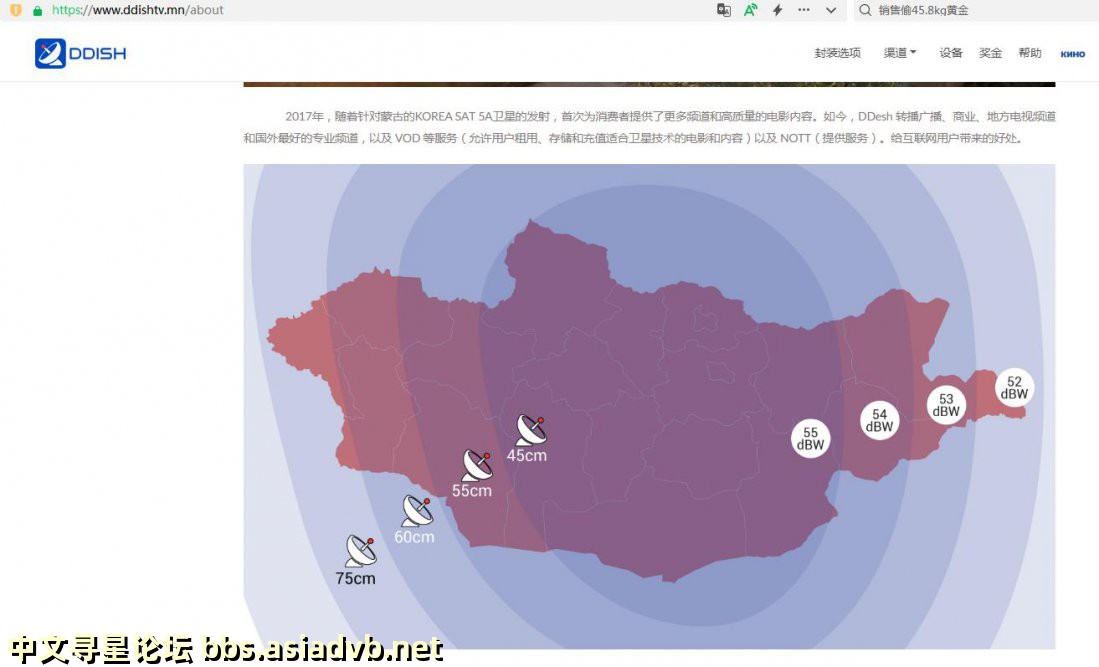 https://www.ddishtv.mn/about
销售偷45.8kg黄金
DDISH
封装选项 渠道 设备 奖金 帮助 КИНО
2017年，随着针对蒙古的KOREA SAT 5A卫星的发射，首次为消费者提供了更多频道和高质量的电影内容。如今，DDesh 转播广播、商业、地方电视频道
和国外最好的专业频道，以及 VOD 等服务（允许用户租用、存储和充值适合卫星技术的电影和内容）以及 NOTT（提供服务）。给互联网用户带来的好处。
52
dBW
53
dBW
54
dBW
55
dBW
45cm
55cm
60cm
75cm
中文寻星论坛 bbs.asiadvb.net